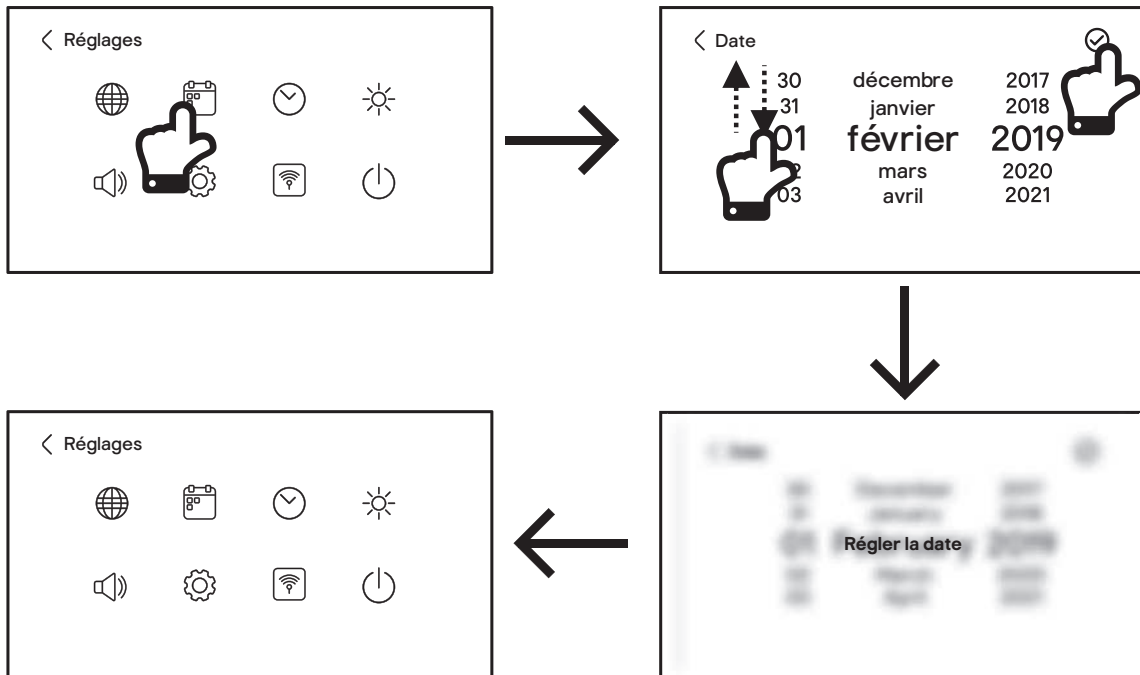 Réglages
Date
30 décembre 2017
31 janvier 2018
01 février 2019
mars 2020
03 avril 2021
Réglages
Régler la date